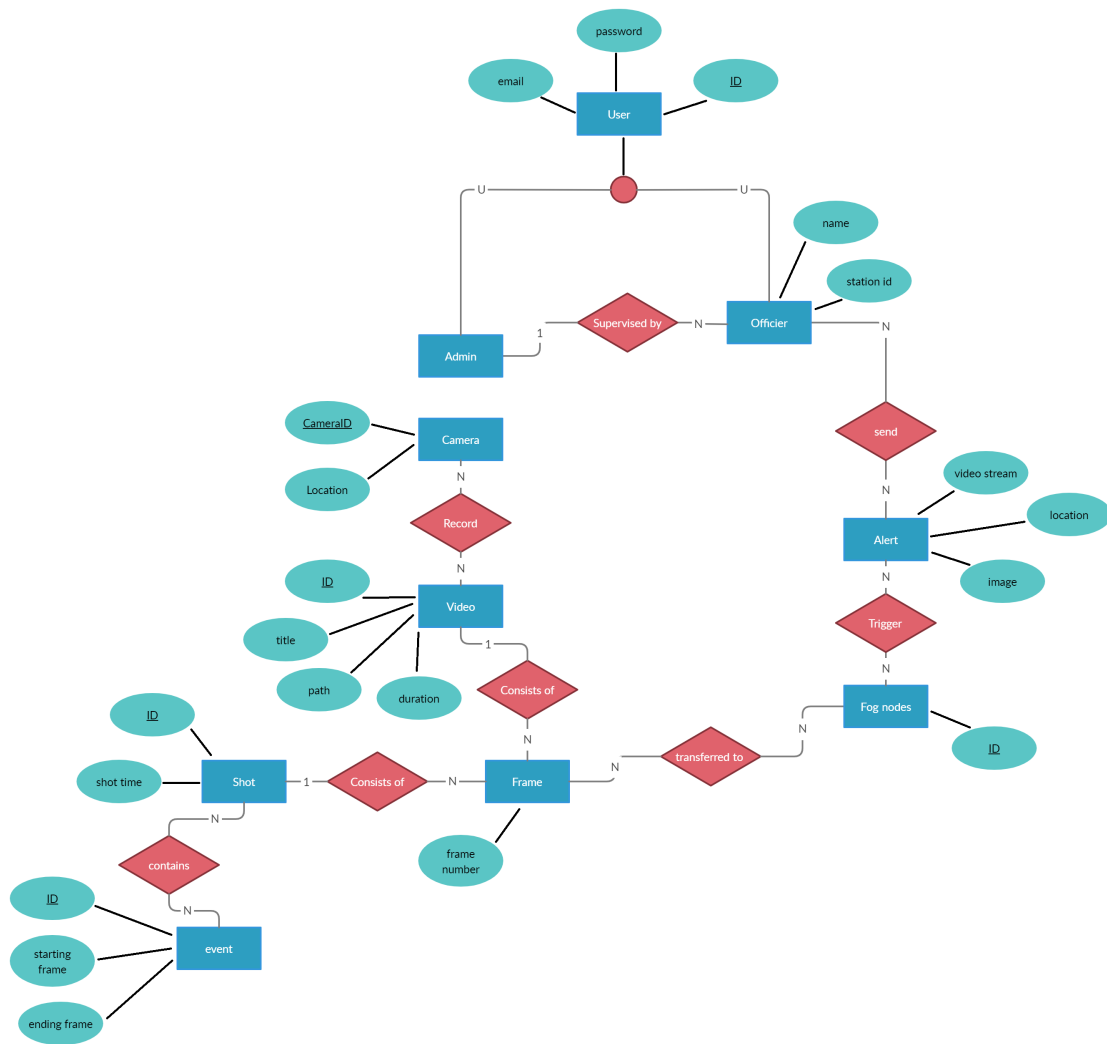 password
email
ID
User
U
U
name
station id
Supervised by
N
Officier
N
1
Admin
CameraID
Camera
send
N
Location
video stream
N
location
Record
Alert
N
N
ID
image
Video
Trigger
title
1
N
path
duration
Consists of
Fog nodes
ID
N
N
ID
transferred to
shot time
Shot
1
Consists of
N
Frame
N
N
frame
number
contains
ID
N
event
starting
frame
ending frame